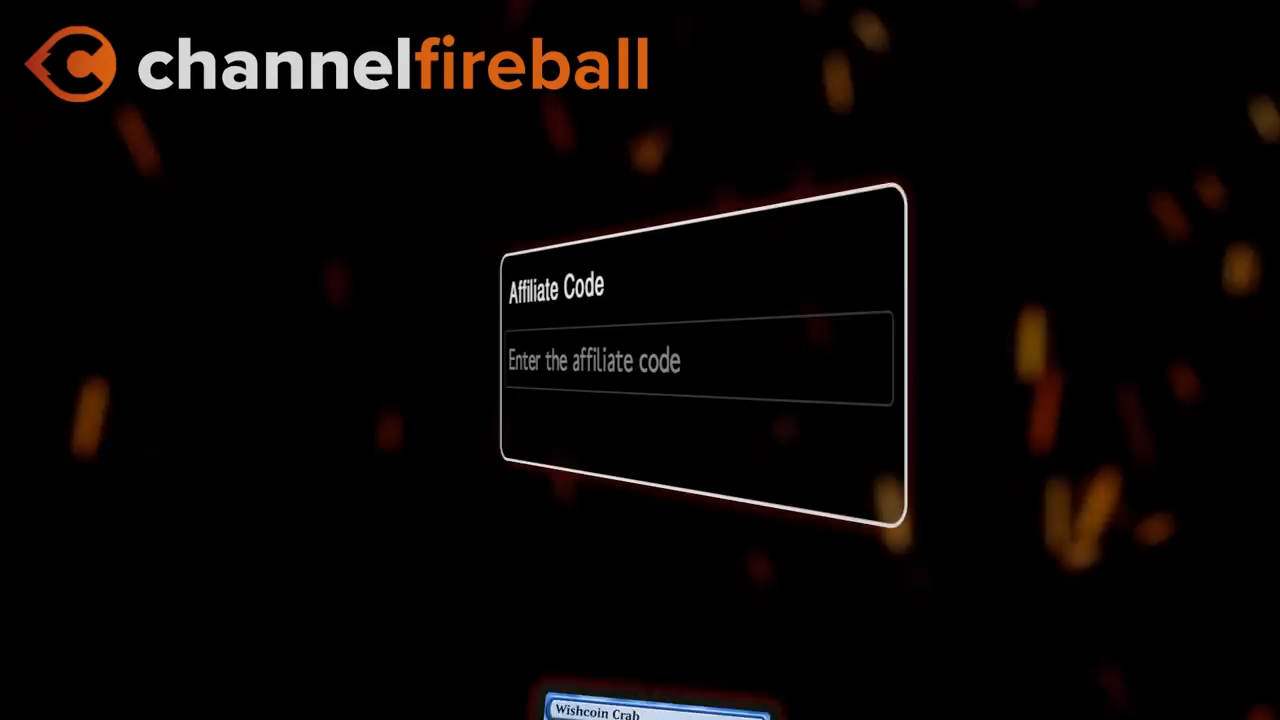 channelfireball
Affiliate Code
Enter the affiliate code
Wishcoin Crab